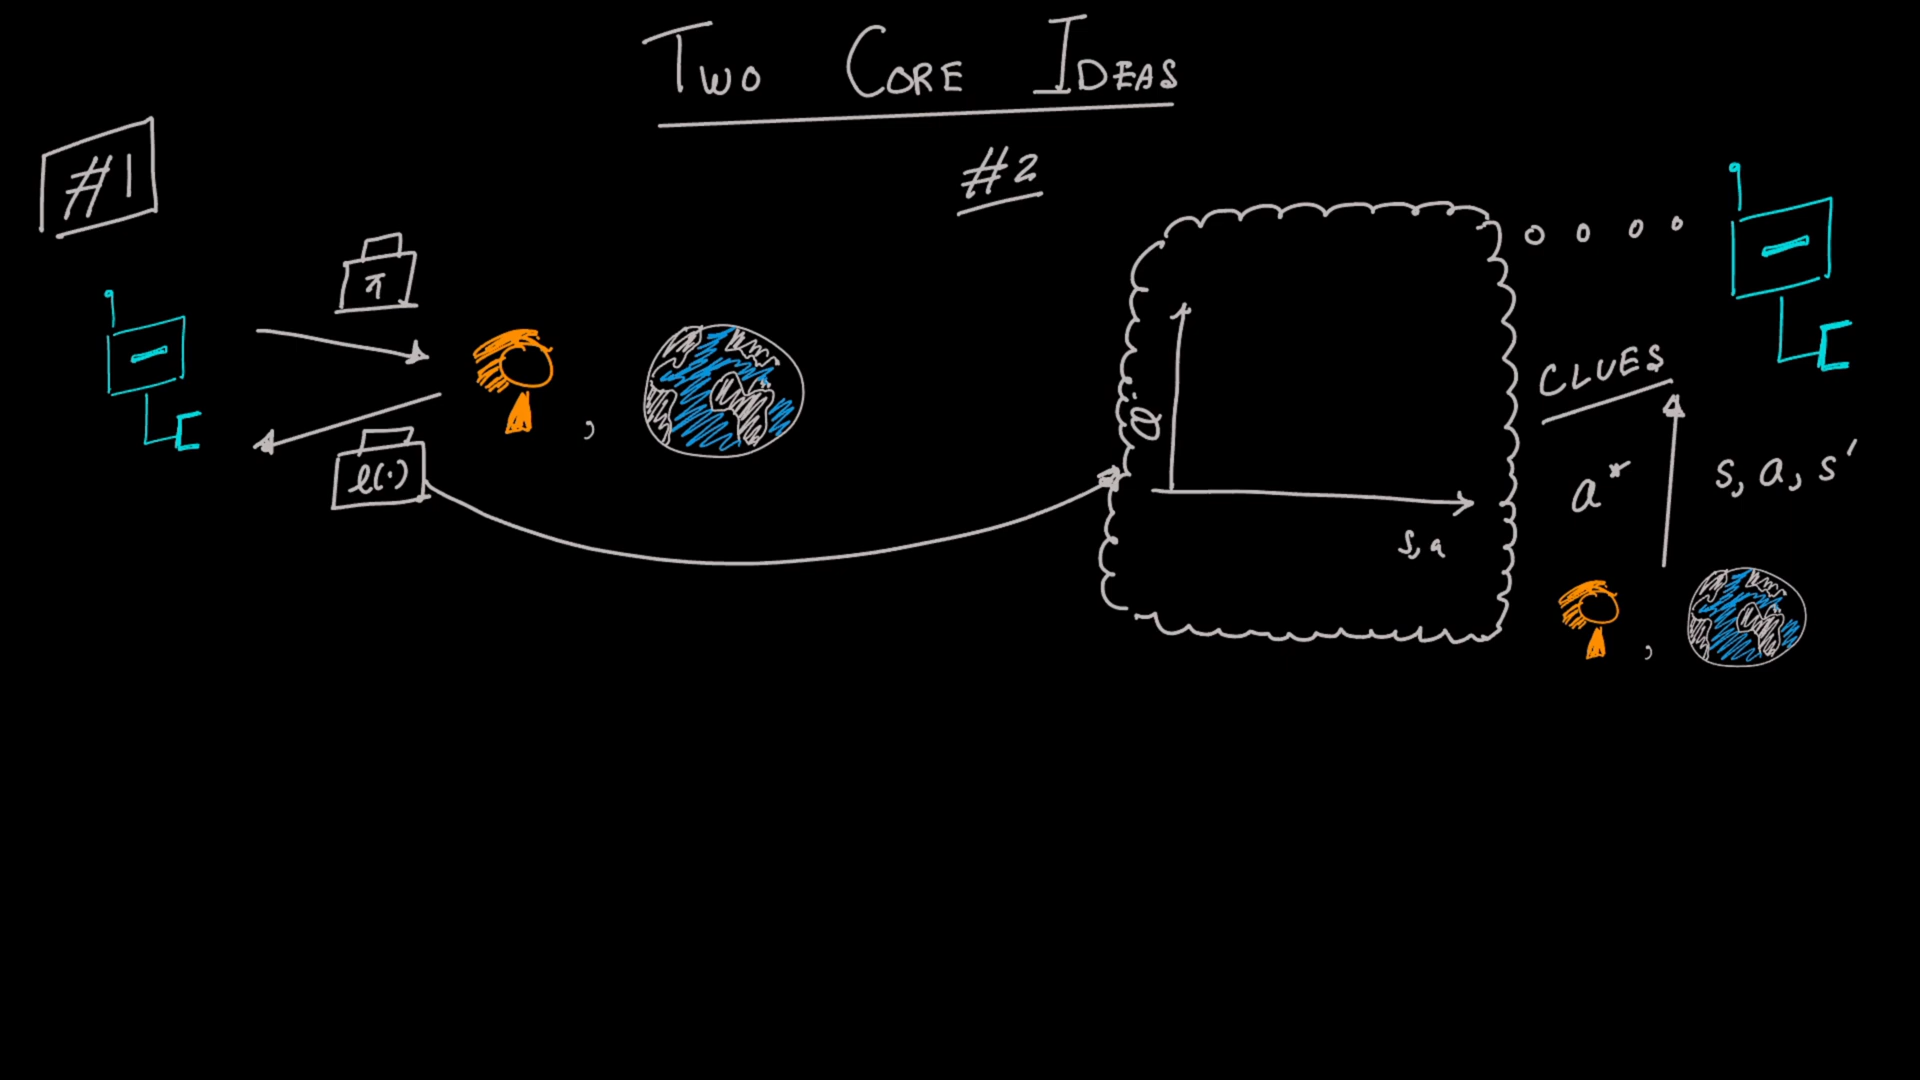 TWO CORE IDEAS
#1
#2
π
l(·)
,
Q
s, a
CLUES
a*
s, a, s'
,